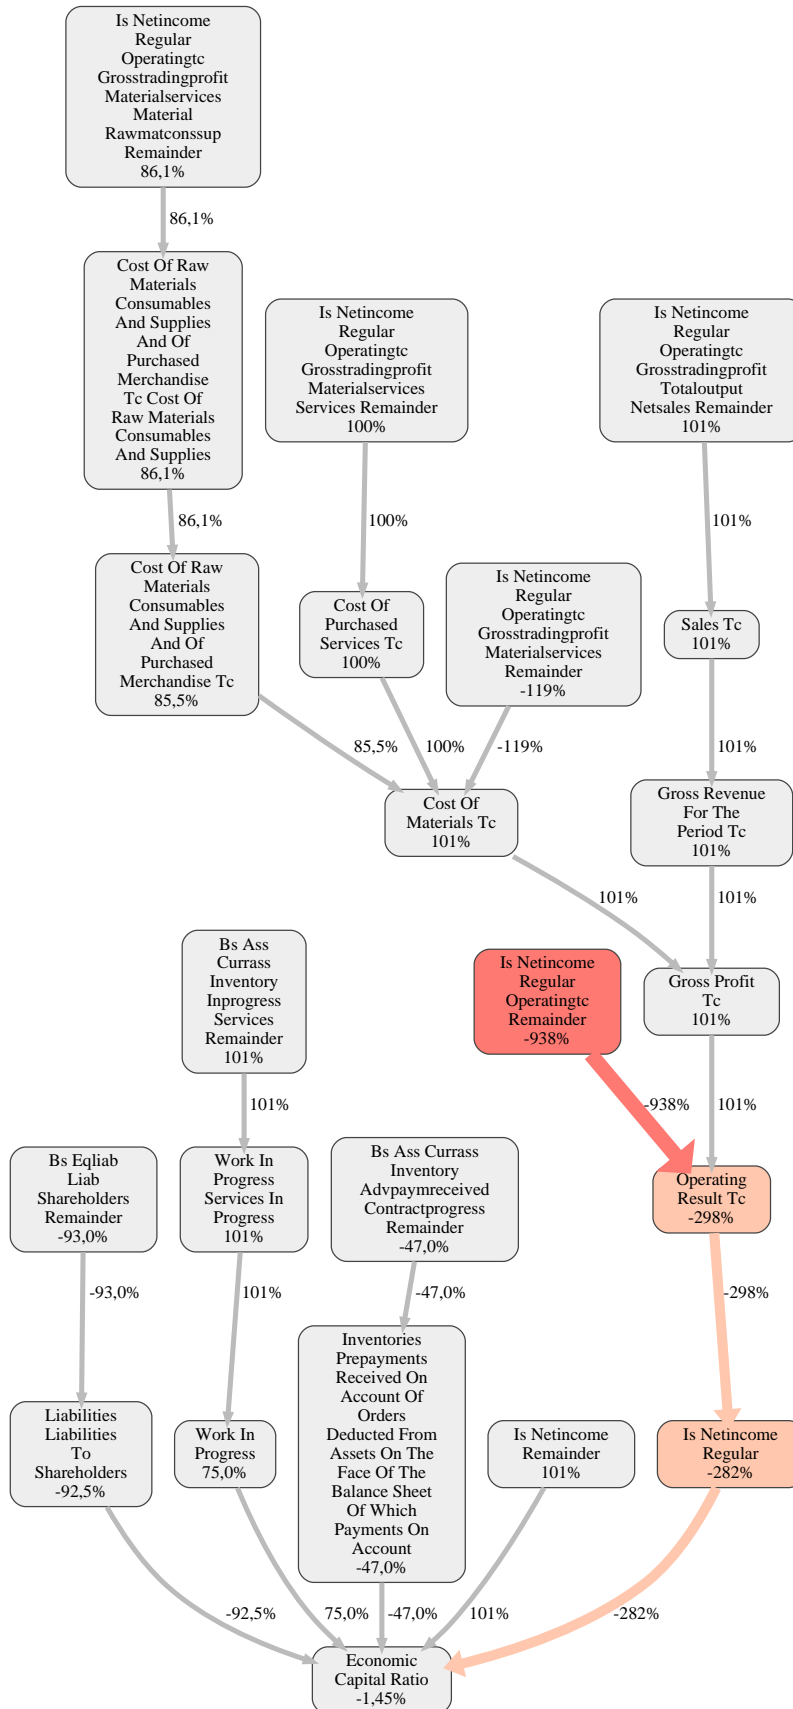 Is Netincome
Regular
Operatingtc
Grosstradingprofit
Materialservices
Material
Rawmatconssup
Remainder
86,1%
86,1%
Cost Of Raw
Materials
Consumables
And Supplies
And Of
Purchased
Merchandise
Tc Cost Of
Raw Materials
Consumables
And Supplies
86,1%
Is Netincome
Regular
Operatingtc
Grosstradingprofit
Materialservices
Services Remainder
100%
Is Netincome
Regular
Operatingtc
Grosstradingprofit
Totaloutput
Netsales Remainder
101%
86,1%
100%
101%
Cost Of Raw
Materials
Consumables
And Supplies
And Of
Purchased
Merchandise Tc
85,5%
Cost Of
Purchased
Services Tc
100%
Is Netincome
Regular
Operatingtc
Grosstradingprofit
Materialservices
Remainder
-119%
Sales Tc
101%
85,5%
100%
-119%
101%
Cost Of
Materials Tc
101%
Gross Revenue
For The
Period Tc
101%
101%
101%
Bs Ass
Currass
Inventory
Inprogress
Services
Remainder
101%
Is Netincome
Regular
Operatingtc
Remainder
-938%
Gross Profit
Tc
101%
101%
-938%
101%
Bs Eqliab
Liab
Shareholders
Remainder
-93,0%
Work In
Progress
Services In
Progress
101%
Bs Ass Currass
Inventory
Advpaymreceived
Contractprogress
Remainder
-47,0%
Operating
Result Tc
-298%
-93,0%
101%
-47,0%
-298%
Liabilities
Liabilities
To
Shareholders
-92,5%
Work In
Progress
75,0%
Inventories
Prepayments
Received On
Account Of
Orders
Deducted From
Assets On The
Face Of The
Balance Sheet
Of Which
Payments On
Account
-47,0%
Is Netincome
Remainder
101%
Is Netincome
Regular
-282%
-92,5%
75,0%
-47,0%
101%
-282%
Economic
Capital Ratio
-1,45%